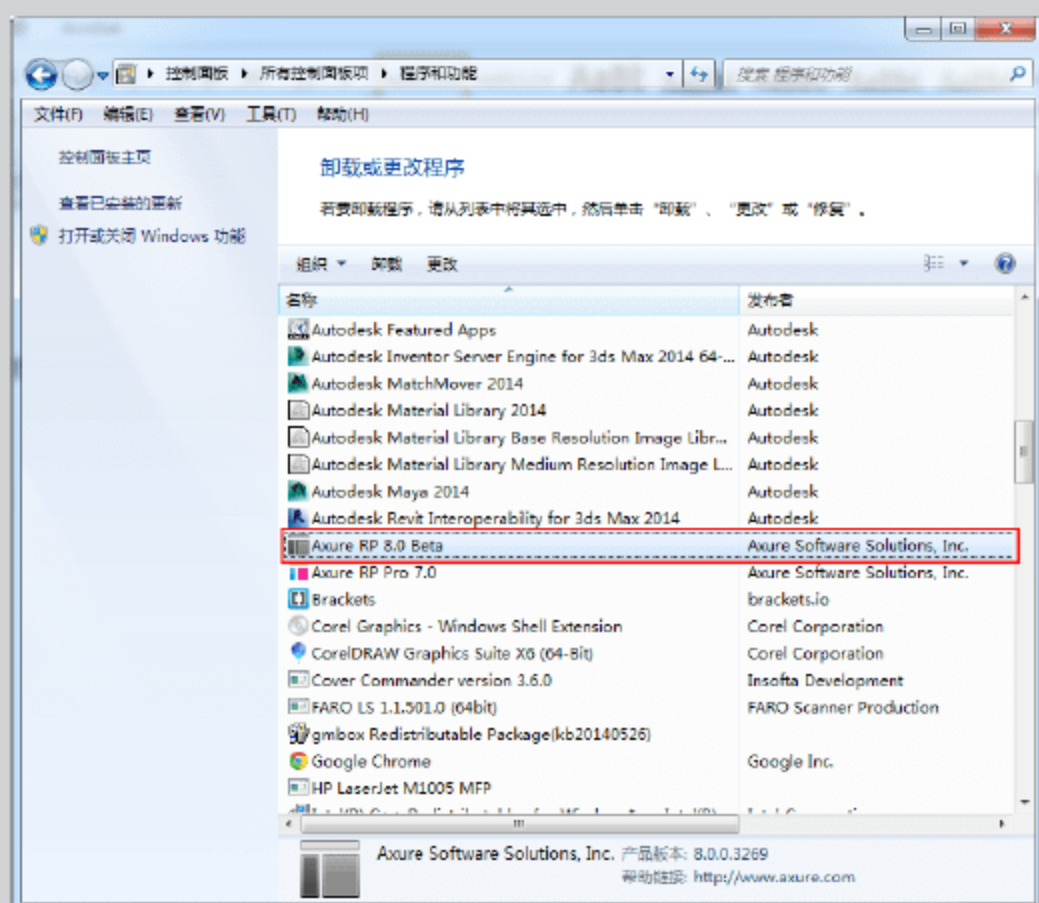 控制面板 ▸ 所有控制面板项 ▸ 程序和功能
搜索 程序和功能
文件(F) 编辑(E) 查看(V) 工具(T) 帮助(H)
控制面板主页
查看已安装的更新
打开或关闭 Windows 功能
卸载或更改程序
若要卸载程序，请从列表中将其选中，然后单击“卸载”、“更改”或“修复”。
组织 卸载 更改
名称 发布者
Autodesk Featured Apps Autodesk
Autodesk Inventor Server Engine for 3ds Max 2014 64-... Autodesk
Autodesk MatchMover 2014 Autodesk
Autodesk Material Library 2014 Autodesk
Autodesk Material Library Base Resolution Image Libr... Autodesk
Autodesk Material Library Medium Resolution Image L... Autodesk
Autodesk Maya 2014 Autodesk
Autodesk Revit Interoperability for 3ds Max 2014 Autodesk
Axure RP 8.0 Beta Axure Software Solutions, Inc.
Axure RP Pro 7.0 Axure Software Solutions, Inc.
Brackets brackets.io
Corel Graphics - Windows Shell Extension Corel Corporation
CorelDRAW Graphics Suite X6 (64-Bit) Corel Corporation
Cover Commander version 3.6.0 Insofta Development
FARO LS 1.1.501.0 (64bit) FARO Scanner Production
gmbox Redistributable Package(kb20140526)
Google Chrome Google Inc.
HP LaserJet M1005 MFP
Axure Software Solutions, Inc. 产品版本: 8.0.0.3269
帮助链接: http://www.axure.com